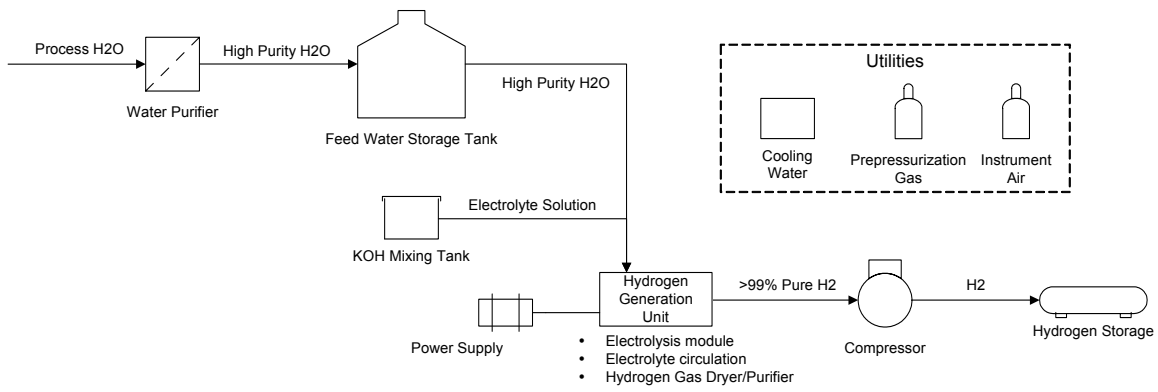 Process H2O
High Purity H2O
Water Purifier
Feed Water Storage Tank
High Purity H2O
Utilities
Cooling
Water
Prepressurization
Gas
Instrument
Air
Electrolyte Solution
KOH Mixing Tank
Hydrogen
Generation
Unit
>99% Pure H2
H2
Power Supply
Compressor
Hydrogen Storage
• Electrolysis module
• Electrolyte circulation
• Hydrogen Gas Dryer/Purifier